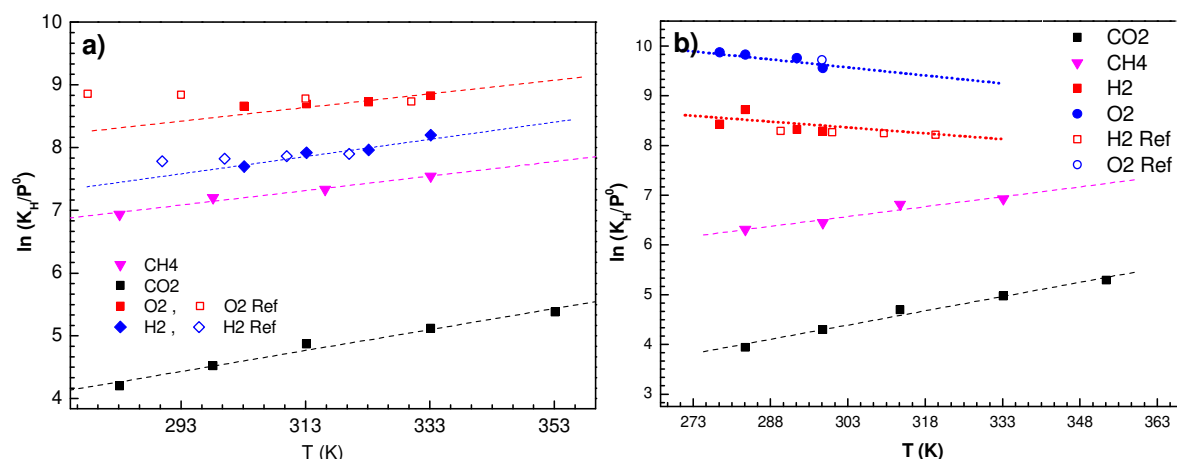 a)
10
9
8
7
6
5
4
ln (K_H/P^0)
CH4
CO2
O2 , O2 Ref
H2 , H2 Ref
293 313 333 353
T (K)
b)
10
9
8
7
6
5
4
3
ln (K_H/P^0)
CO2
CH4
H2
O2
H2 Ref
O2 Ref
273 288 303 318 333 348 363
T (K)